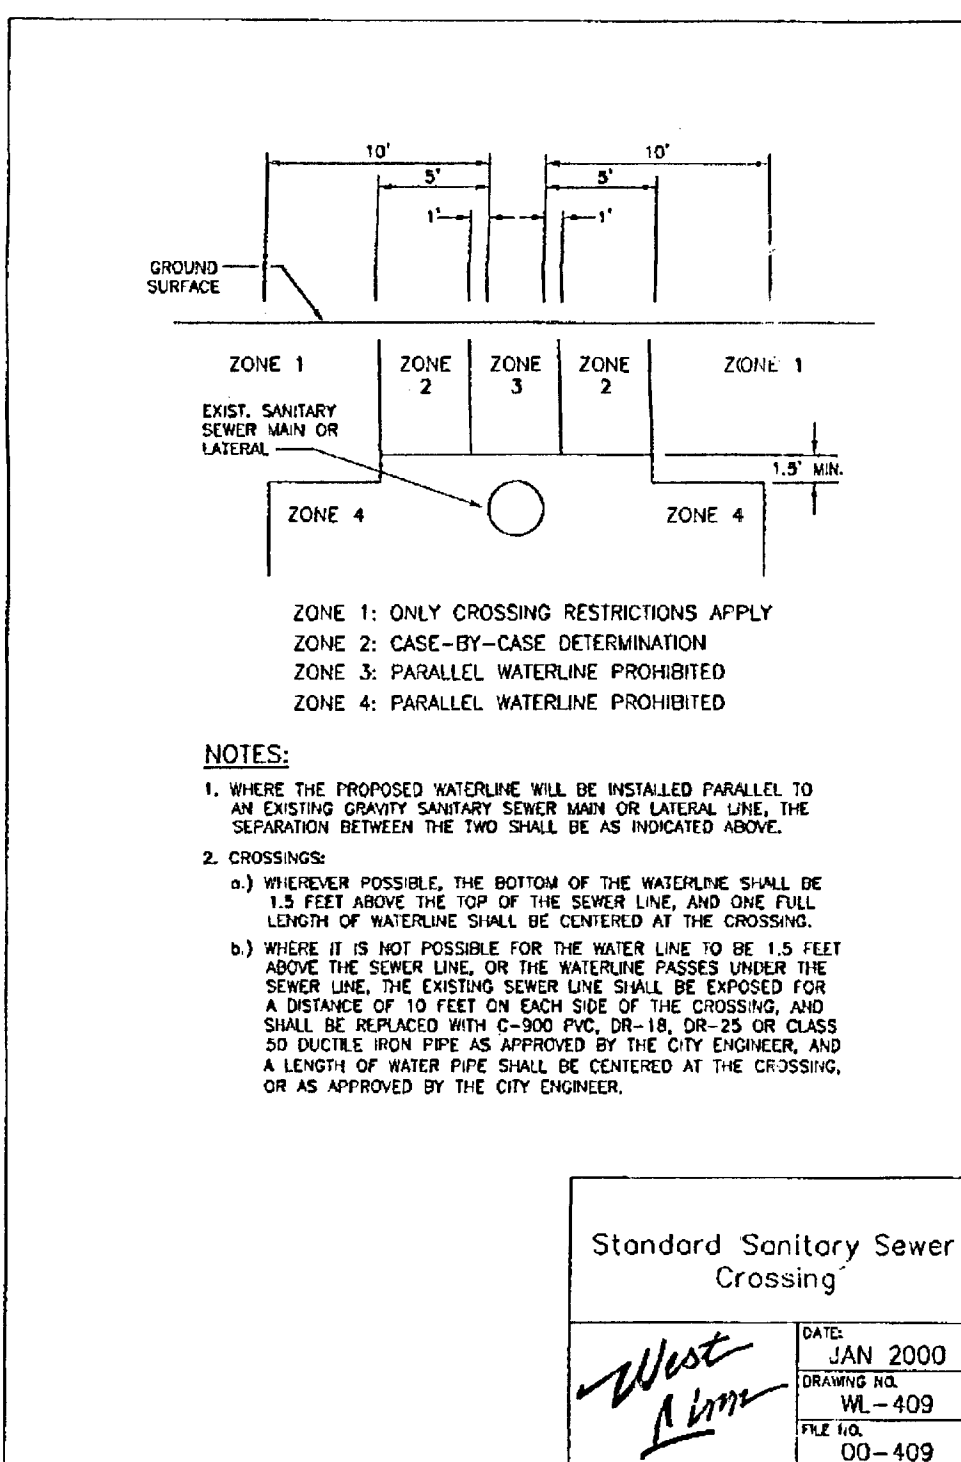 10' 10'
5' 5'
1' 1'
GROUND
SURFACE
ZONE 1 ZONE 2 ZONE 3 ZONE 2 ZONE 1
EXIST. SANITARY
SEWER MAIN OR
LATERAL
1.5' MIN.
ZONE 4 ZONE 4
ZONE 1: ONLY CROSSING RESTRICTIONS APPLY
ZONE 2: CASE-BY-CASE DETERMINATION
ZONE 3: PARALLEL WATERLINE PROHIBITED
ZONE 4: PARALLEL WATERLINE PROHIBITED
NOTES:
1. WHERE THE PROPOSED WATERLINE WILL BE INSTALLED PARALLEL TO
AN EXISTING GRAVITY SANITARY SEWER MAIN OR LATERAL LINE, THE
SEPARATION BETWEEN THE TWO SHALL BE AS INDICATED ABOVE.
2. CROSSINGS:
a.) WHEREVER POSSIBLE, THE BOTTOM OF THE WATERLINE SHALL BE
1.5 FEET ABOVE THE TOP OF THE SEWER LINE, AND ONE FULL
LENGTH OF WATERLINE SHALL BE CENTERED AT THE CROSSING.
b.) WHERE IT IS NOT POSSIBLE FOR THE WATER LINE TO BE 1.5 FEET
ABOVE THE SEWER LINE, OR THE WATERLINE PASSES UNDER THE
SEWER LINE, THE EXISTING SEWER LINE SHALL BE EXPOSED FOR
A DISTANCE OF 10 FEET ON EACH SIDE OF THE CROSSING, AND
SHALL BE REPLACED WITH C-900 PVC, DR-18, DR-25 OR CLASS
50 DUCTILE IRON PIPE AS APPROVED BY THE CITY ENGINEER, AND
A LENGTH OF WATER PIPE SHALL BE CENTERED AT THE CROSSING,
OR AS APPROVED BY THE CITY ENGINEER.
Standard Sanitary Sewer
Crossing
West
Linn
DATE:
JAN 2000
DRAWING NO.
WL-409
FILE NO.
00-409